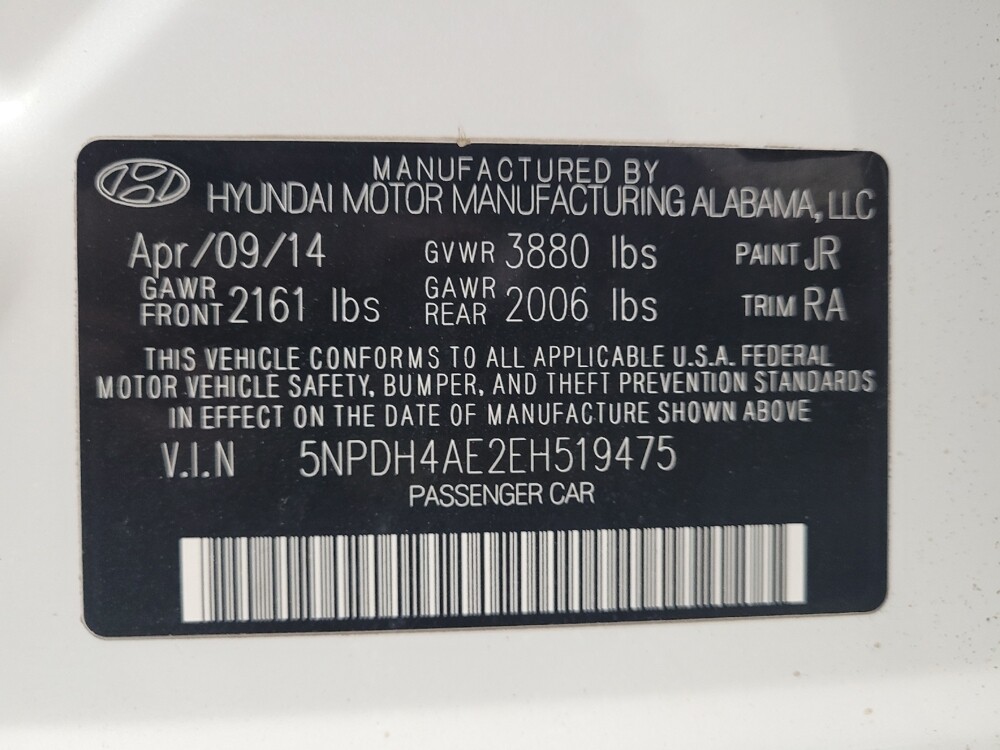 MANUFACTURED BY
HYUNDAI MOTOR MANUFACTURING ALABAMA, LLC
Apr/09/14 GVWR 3880 lbs PAINT JR
GAWR FRONT 2161 lbs GAWR REAR 2006 lbs TRIM RA
THIS VEHICLE CONFORMS TO ALL APPLICABLE U.S.A. FEDERAL
MOTOR VEHICLE SAFETY, BUMPER, AND THEFT PREVENTION STANDARDS
IN EFFECT ON THE DATE OF MANUFACTURE SHOWN ABOVE
V.I.N 5NPDH4AE2EH519475
PASSENGER CAR